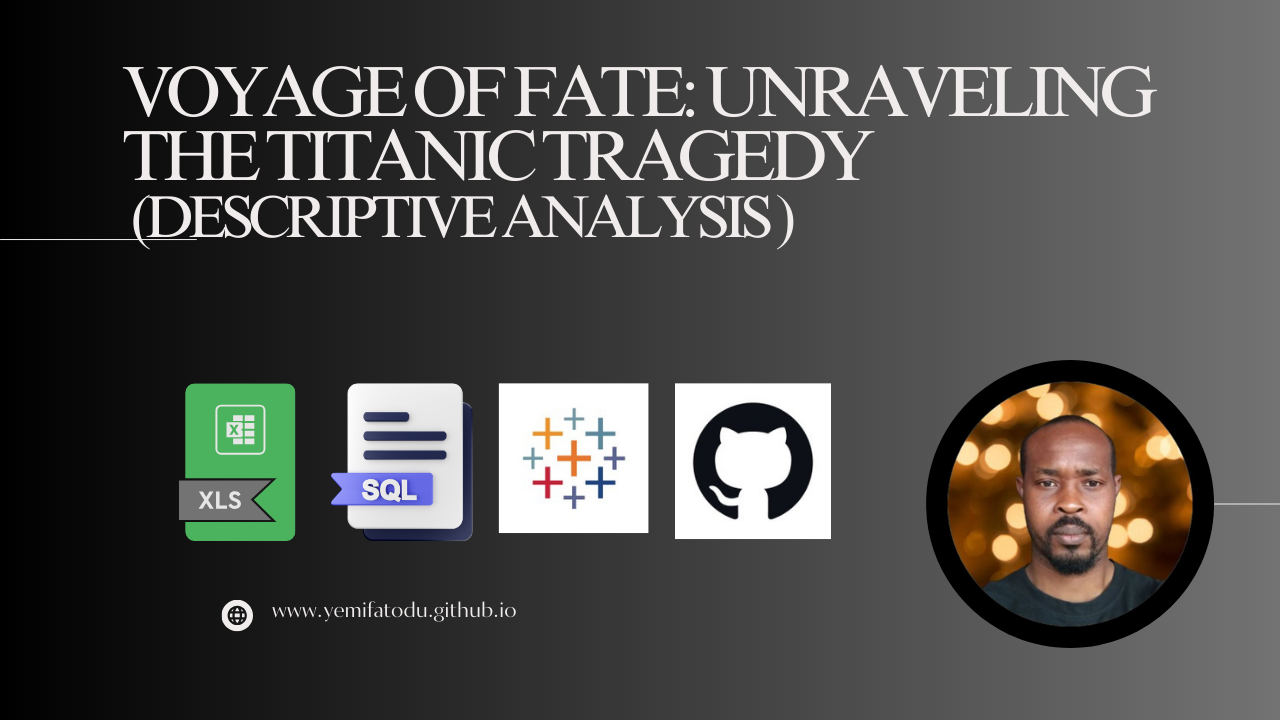 VOYAGE OF FATE: UNRAVELING
THE TITANIC TRAGEDY
(DESCRIPTIVE ANALYSIS )
X
XLS
SQL
www.yemifatodu.github.io